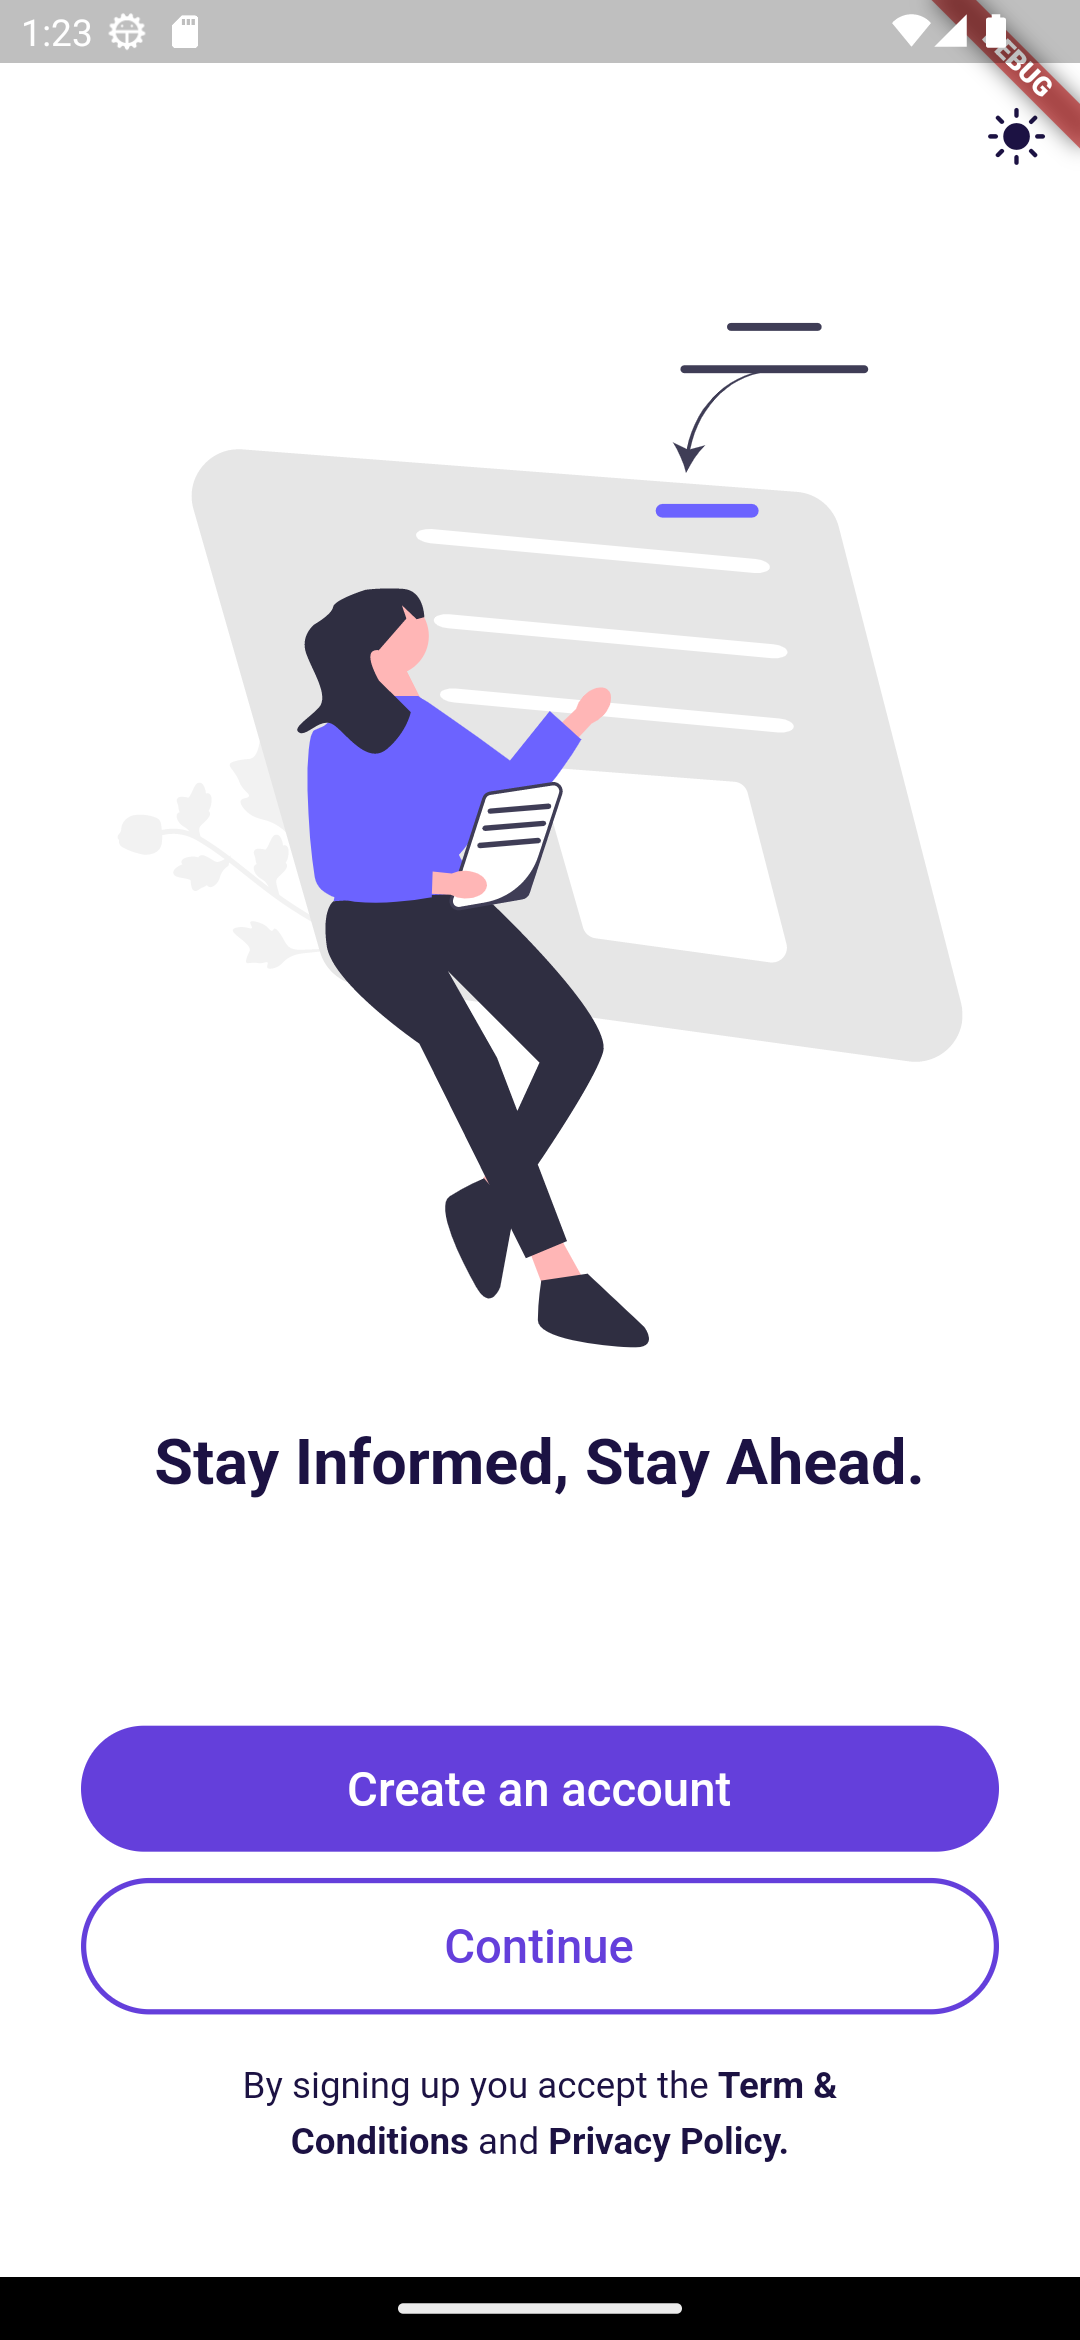 1:23
DEBUG
Stay Informed, Stay Ahead.
Create an account
Continue
By signing up you accept the Term &
Conditions and Privacy Policy.